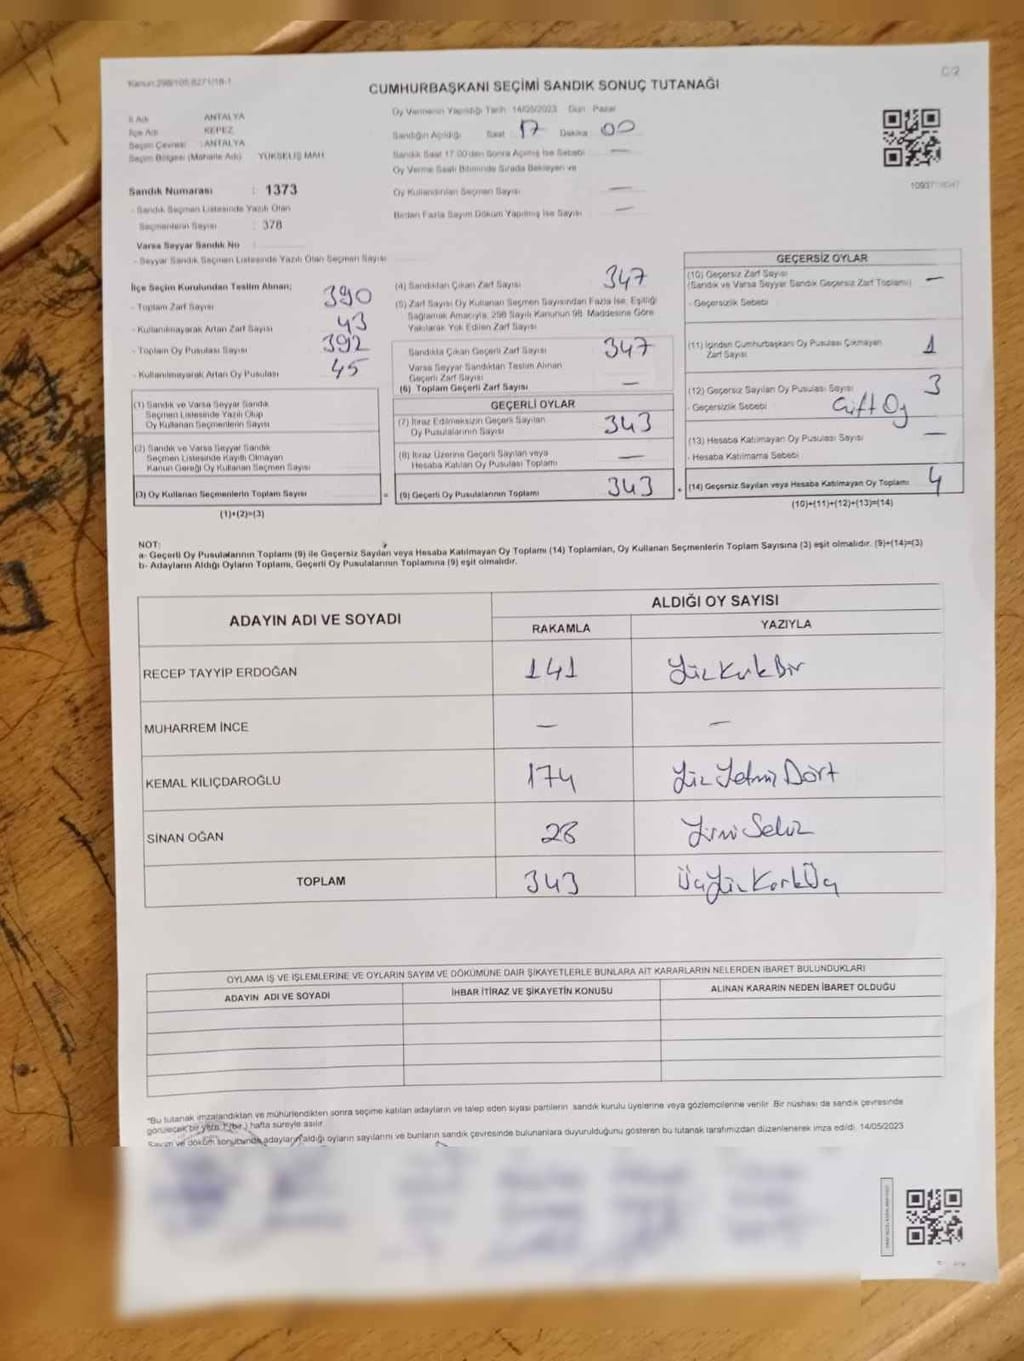 Kanun:298/105.8271/18-1
C/2
CUMHURBAŞKANI SEÇİMİ SANDIK SONUÇ TUTANAĞI
İl Adı ANTALYA
İlçe Adı KEPEZ
Seçim Çevresi : ANTALYA
Seçim Bölgesi (Mahalle Adı) YÜKSELİŞ MAH
Sandık Numarası : 1373
- Sandık Seçmen Listesinde Yazılı Olan
Seçmenlerin Sayısı : 378
Varsa Seyyar Sandık No
- Seyyar Sandık Seçmen Listesinde Yazılı Olan Seçmen Sayısı
Oy Vermenin Yapıldığı Tarih 14/05/2023 Gün Pazar
Sandığın Açıldığı Saat 17 Dakika 00
Sandık Saat 17.00'den Sonra Açılmış İse Sebebi —
Oy Verme Saati Bitiminde Sırada Bekleyen ve
Oy Kullandırılan Seçmen Sayısı —
Birden Fazla Sayım Döküm Yapılmış İse Sayısı —
İlçe Seçim Kurulundan Teslim Alınan;
- Toplam Zarf Sayısı 390
- Kullanılmayarak Artan Zarf Sayısı 43
- Toplam Oy Pusulası Sayısı 392
- Kullanılmayarak Artan Oy Pusulası 45
(1) Sandık ve Varsa Seyyar Sandık
Seçmen Listesinde Yazılı Olup
Oy Kullanan Seçmenlerin Sayısı
(2) Sandık ve Varsa Seyyar Sandık
Seçmen Listesinde Kayıtlı Olmayan
Kanun Gereği Oy Kullanan Seçmen Sayısı
(3) Oy Kullanan Seçmenlerin Toplam Sayısı =
(1)+(2)=(3)
(4) Sandıktan Çıkan Zarf Sayısı 347
(5) Zarf Sayısı Oy Kullanan Seçmen Sayısından Fazla İse, Eşitliği
Sağlamak Amacıyla, 298 Sayılı Kanunun 98. Maddesine Göre
Yakılarak Yok Edilen Zarf Sayısı
Sandıkta Çıkan Geçerli Zarf Sayısı 347
Varsa Seyyar Sandıktan Teslim Alınan
Geçerli Zarf Sayısı
(6) Toplam Geçerli Zarf Sayısı —
GEÇERLİ OYLAR
(7) İtiraz Edilmeksizin Geçerli Sayılan
Oy Pusulalarının Sayısı 343
(8) İtiraz Üzerine Geçerli Sayılan veya
Hesaba Katılan Oy Pusulası Toplamı —
(9) Geçerli Oy Pusulalarının Toplamı 343 +
GEÇERSİZ OYLAR
(10) Geçersiz Zarf Sayısı
(Sandık ve Varsa Seyyar Sandık Geçersiz Zarf Toplamı) —
- Geçersizlik Sebebi
(11) İçinden Cumhurbaşkanı Oy Pusulası Çıkmayan
Zarf Sayısı 1
(12) Geçersiz Sayılan Oy Pusulası Sayısı 3
- Geçersizlik Sebebi Çift Oy
(13) Hesaba Katılmayan Oy Pusulası Sayısı —
- Hesaba Katılmama Sebebi
(14) Geçersiz Sayılan veya Hesaba Katılmayan Oy Toplamı 4
(10)+(11)+(12)+(13)=(14)
NOT:
a- Geçerli Oy Pusulalarının Toplamı (9) ile Geçersiz Sayılan veya Hesaba Katılmayan Oy Toplamı (14) Toplamları, Oy Kullanan Seçmenlerin Toplam Sayısına (3) eşit olmalıdır. (9)+(14)=(3)
b- Adayların Aldığı Oyların Toplamı, Geçerli Oy Pusulalarının Toplamına (9) eşit olmalıdır.
ADAYIN ADI VE SOYADI
ALDIĞI OY SAYISI
RAKAMLA YAZIYLA
RECEP TAYYİP ERDOĞAN 141 Yüz Kırk Bir
MUHARREM İNCE — —
KEMAL KILIÇDAROĞLU 174 Yüz Yetmiş Dört
SİNAN OĞAN 28 Yirmi Sekiz
TOPLAM 343 Üç Yüz Kırk Üç
OYLAMA İŞ VE İŞLEMLERİNE VE OYLARIN SAYIM VE DÖKÜMÜNE DAİR ŞİKAYETLERLE BUNLARA AİT KARARLARIN NELERDEN İBARET BULUNDUKLARI
ADAYIN ADI VE SOYADI İHBAR İTİRAZ VE ŞİKAYETİN KONUSU ALINAN KARARIN NEDEN İBARET OLDUĞU
*Bu tutanak imzalandıktan ve mühürlendikten sonra seçime katılan adayların ve talep eden siyasi partilerin sandık kurulu üyelerine veya gözlemcilerine verilir. Bir nüshası da sandık çevresinde
görülecek bir yere 1 (bir) hafta süreyle asılır.
Sayım ve döküm sonucunda adayların aldığı oyların sayılarını ve bunların sandık çevresinde bulunanlara duyurulduğunu gösteren bu tutanak tarafımızdan düzenlenerek imza edildi. 14/05/2023